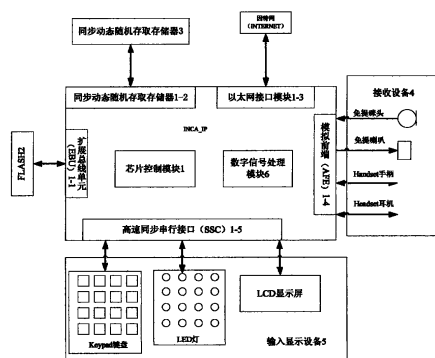 同步动态随机存取存储器3
因特网
(INTERNET)
同步动态随机存取存储器1-2
以太网接口模块1-3
接收设备4
INCA_IP
免提咪头
FLASH2
扩展总线单元(EBU)1-1
芯片控制模块1
数字信号处理
模块6
模拟前端(AFE)1-4
免提喇叭
Handset手柄
Headset耳机
高速同步串行接口(SSC)1-5
LCD显示屏
Keypad键盘
LED灯
输入显示设备5